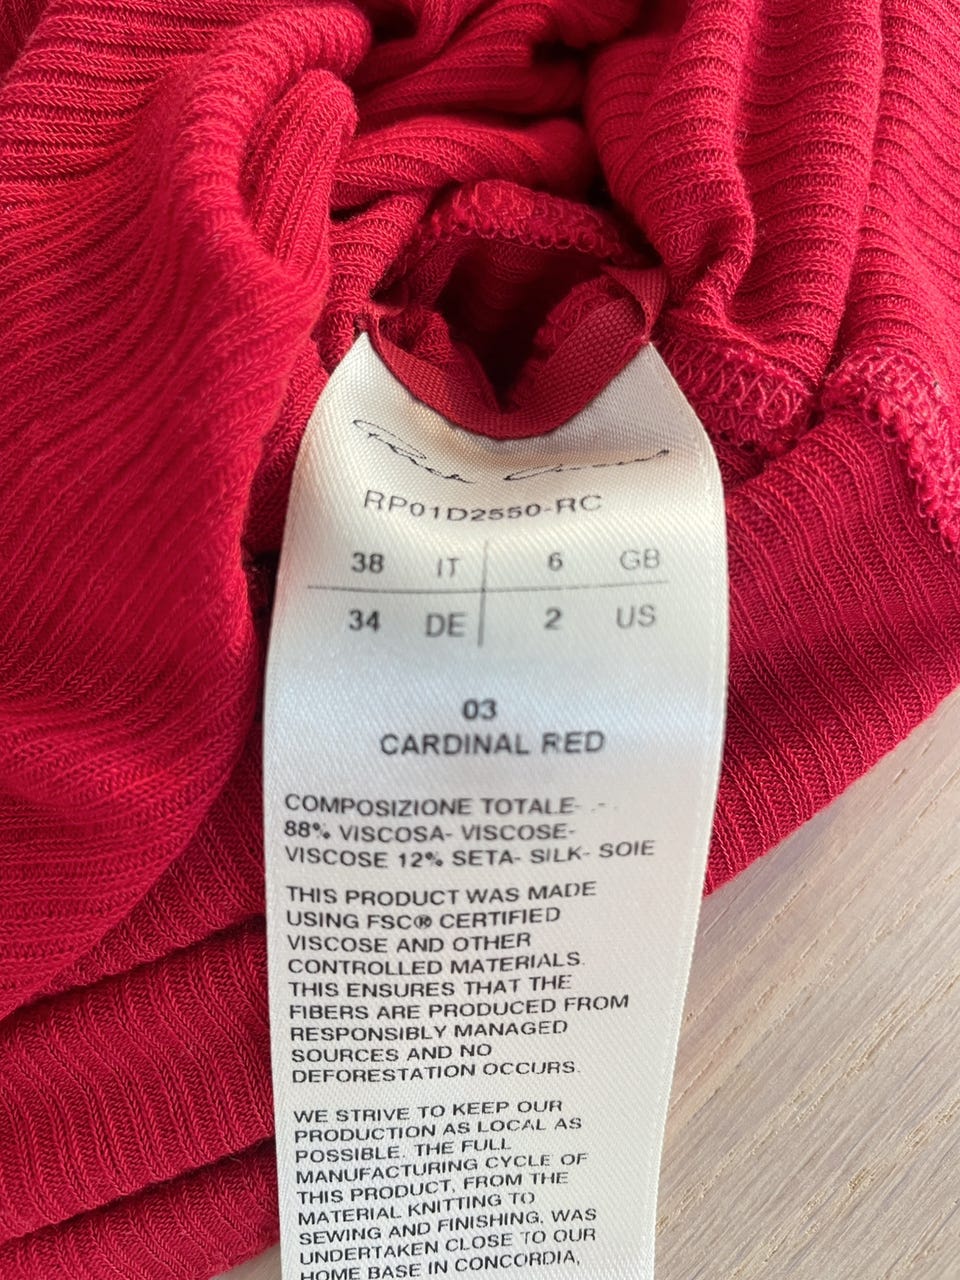 Rick Owens
RP01D2550-RC
38 IT 6 GB
34 DE 2 US
03
CARDINAL RED
COMPOSIZIONE TOTALE- -
88% VISCOSA- VISCOSE-
VISCOSE 12% SETA- SILK- SOIE
THIS PRODUCT WAS MADE
USING FSC® CERTIFIED
VISCOSE AND OTHER
CONTROLLED MATERIALS.
THIS ENSURES THAT THE
FIBERS ARE PRODUCED FROM
RESPONSIBLY MANAGED
SOURCES AND NO
DEFORESTATION OCCURS.
WE STRIVE TO KEEP OUR
PRODUCTION AS LOCAL AS
POSSIBLE. THE FULL
MANUFACTURING CYCLE OF
THIS PRODUCT, FROM THE
MATERIAL KNITTING TO
SEWING AND FINISHING, WAS
UNDERTAKEN CLOSE TO OUR
HOME BASE IN CONCORDIA,